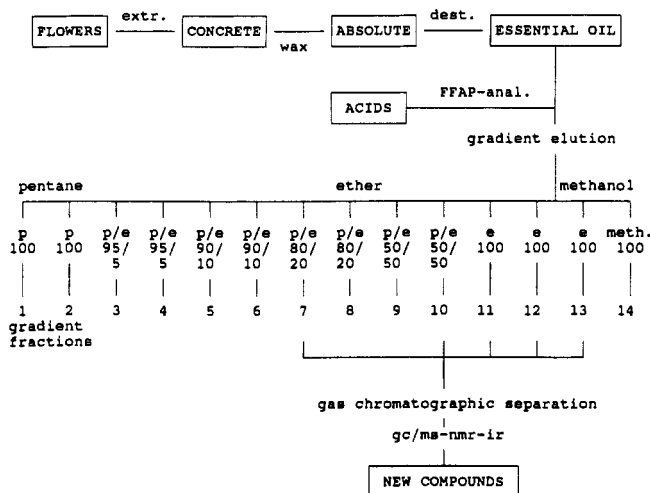 extr. dest.
FLOWERS CONCRETE ABSOLUTE ESSENTIAL OIL
wax
FFAP-anal.
ACIDS
gradient elution
pentane ether methanol
p p p/e p/e p/e p/e p/e p/e p/e p/e e e e meth.
100 100 95/ 95/ 90/ 90/ 80/ 80/ 50/ 50/ 100 100 100 100
5 5 10 10 20 20 50 50
1 2 3 4 5 6 7 8 9 10 11 12 13 14
gradient
fractions
gas chromatographic separation
gc/ms-nmr-ir
NEW COMPOUNDS